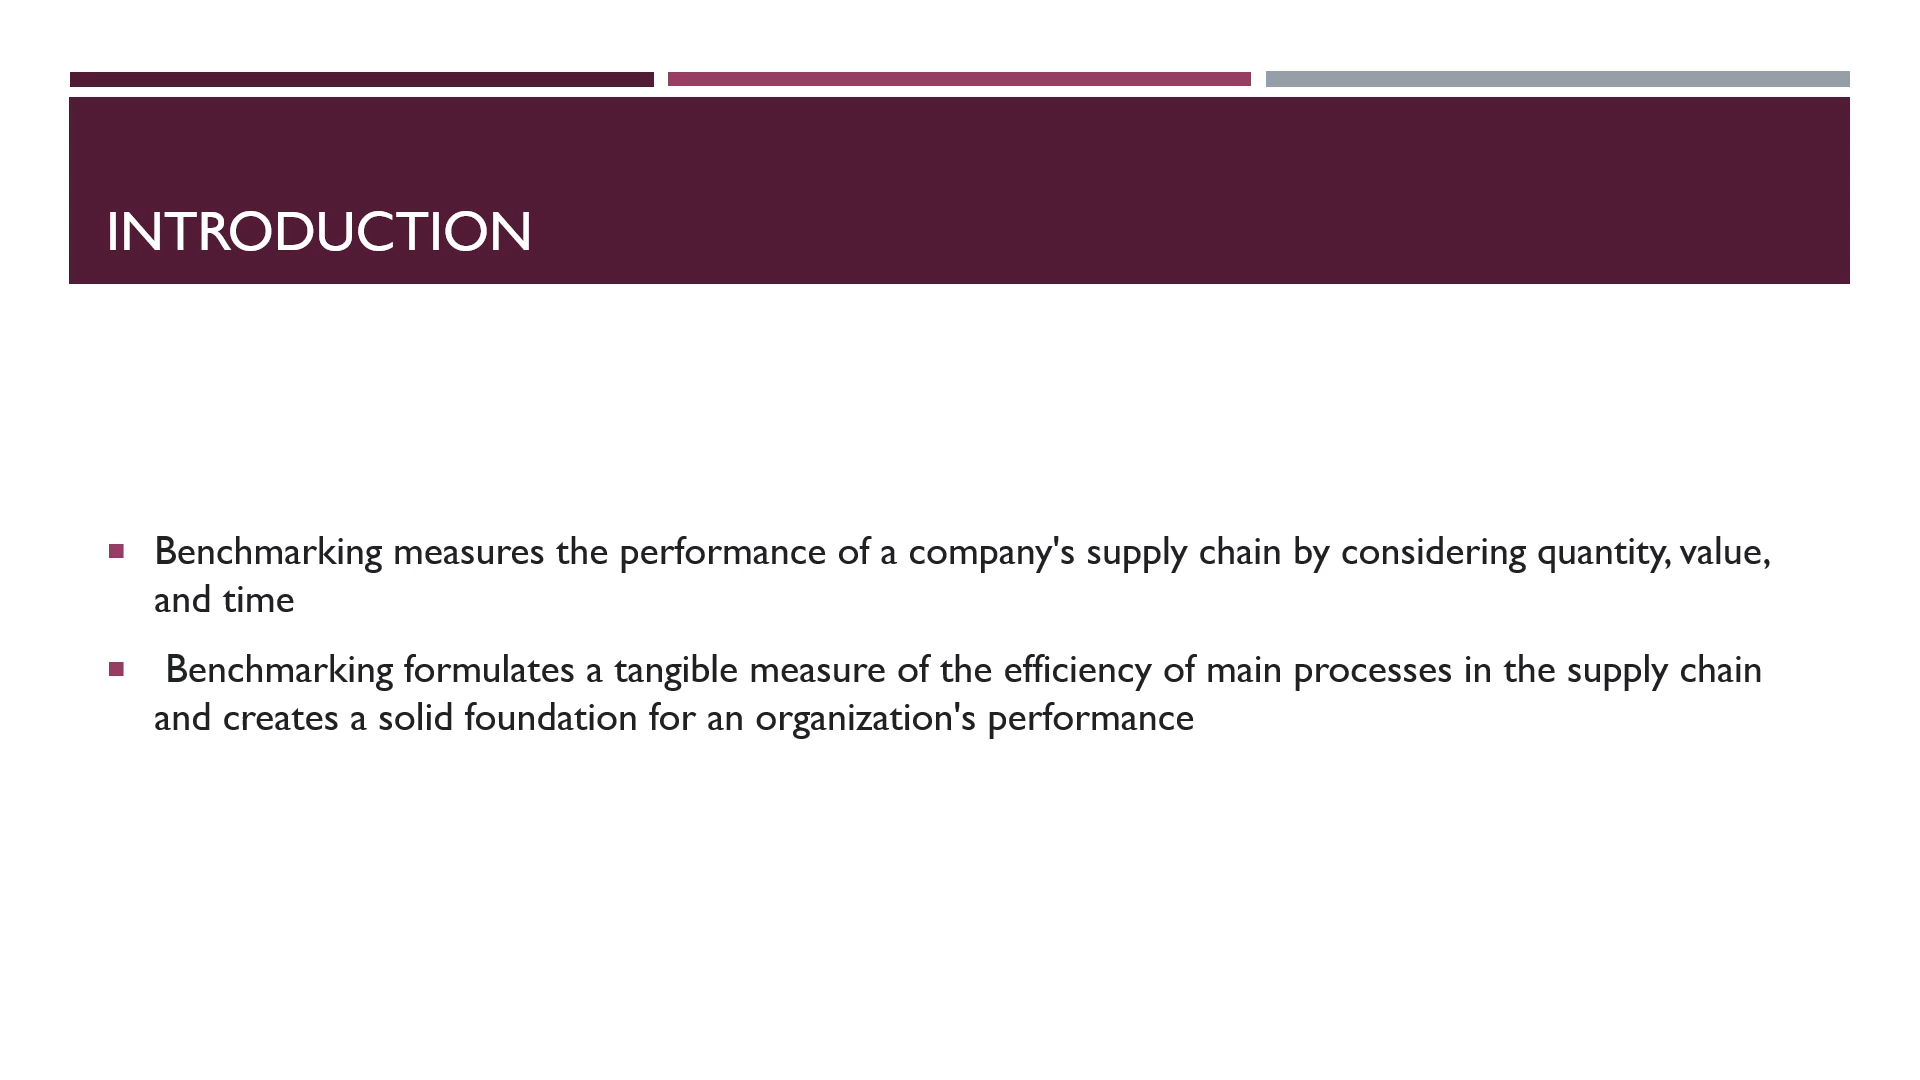 INTRODUCTION
Benchmarking measures the performance of a company's supply chain by considering quantity, value,
and time
Benchmarking formulates a tangible measure of the efficiency of main processes in the supply chain
and creates a solid foundation for an organization's performance